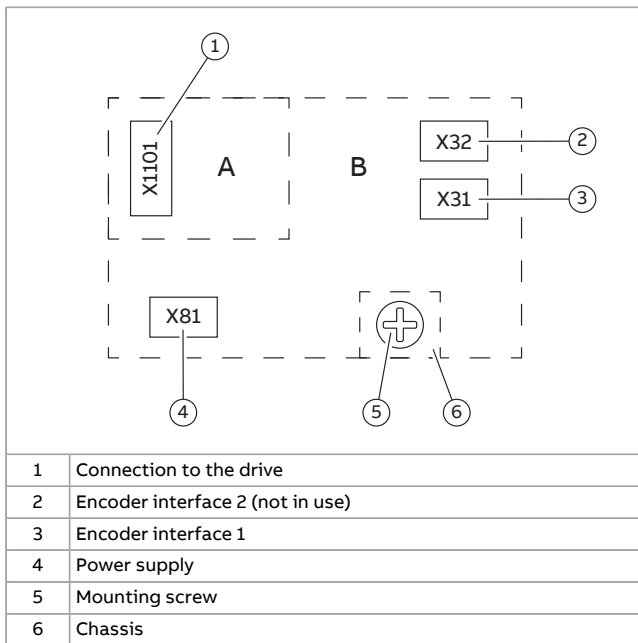 1
X1101
A
B
X32
2
X31
3
X81
4
5
6
1 Connection to the drive
2 Encoder interface 2 (not in use)
3 Encoder interface 1
4 Power supply
5 Mounting screw
6 Chassis